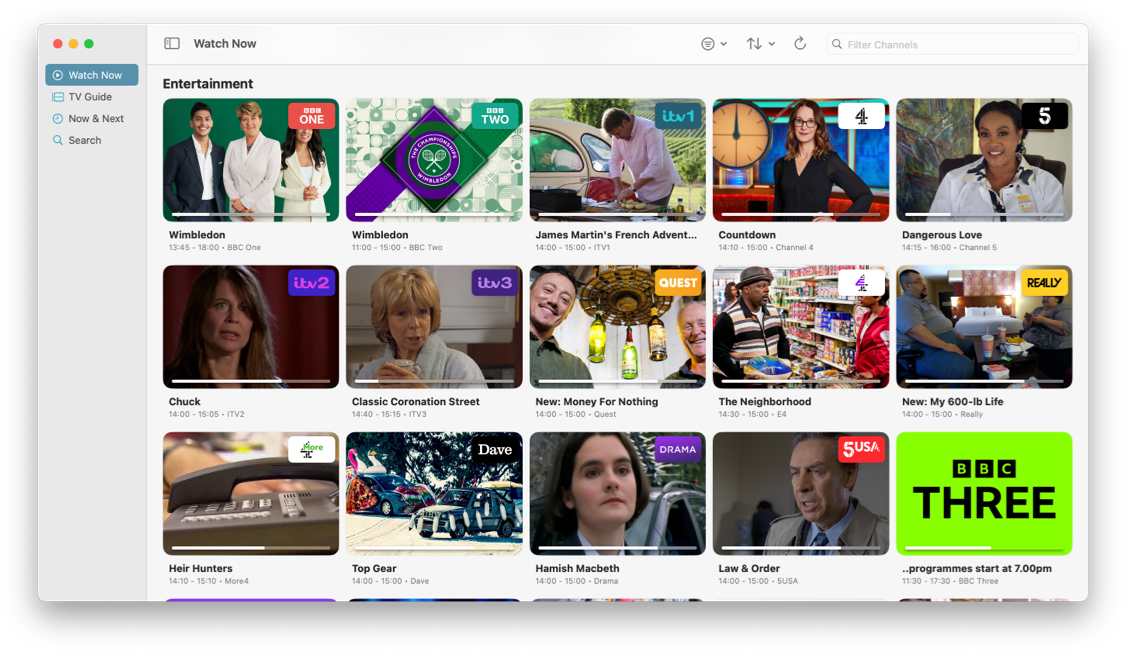 Watch Now
Filter Channels
Watch Now
TV Guide
Now & Next
Search
Entertainment
BBC
ONE
BBC
TWO
THE CHAMPIONSHIPS
WIMBLEDON
itv1
4
5
Wimbledon
13:45 - 18:00 • BBC One
Wimbledon
11:00 - 15:00 • BBC Two
James Martin's French Advent...
14:00 - 15:00 • ITV1
Countdown
14:10 - 15:00 • Channel 4
Dangerous Love
14:15 - 16:00 • Channel 5
itv2
itv3
QUEST
4
REALLY
Chuck
14:00 - 15:05 • ITV2
Classic Coronation Street
14:40 - 15:15 • ITV3
New: Money For Nothing
14:00 - 15:00 • Quest
The Neighborhood
14:30 - 15:00 • E4
New: My 600-lb Life
14:00 - 15:00 • Really
More
4
Dave
DRAMA
5USA
BBC
THREE
Heir Hunters
14:10 - 15:10 • More4
Top Gear
14:00 - 15:00 • Dave
Hamish Macbeth
14:00 - 15:00 • Drama
Law & Order
14:00 - 15:00 • 5USA
..programmes start at 7.00pm
11:30 - 17:30 • BBC Three